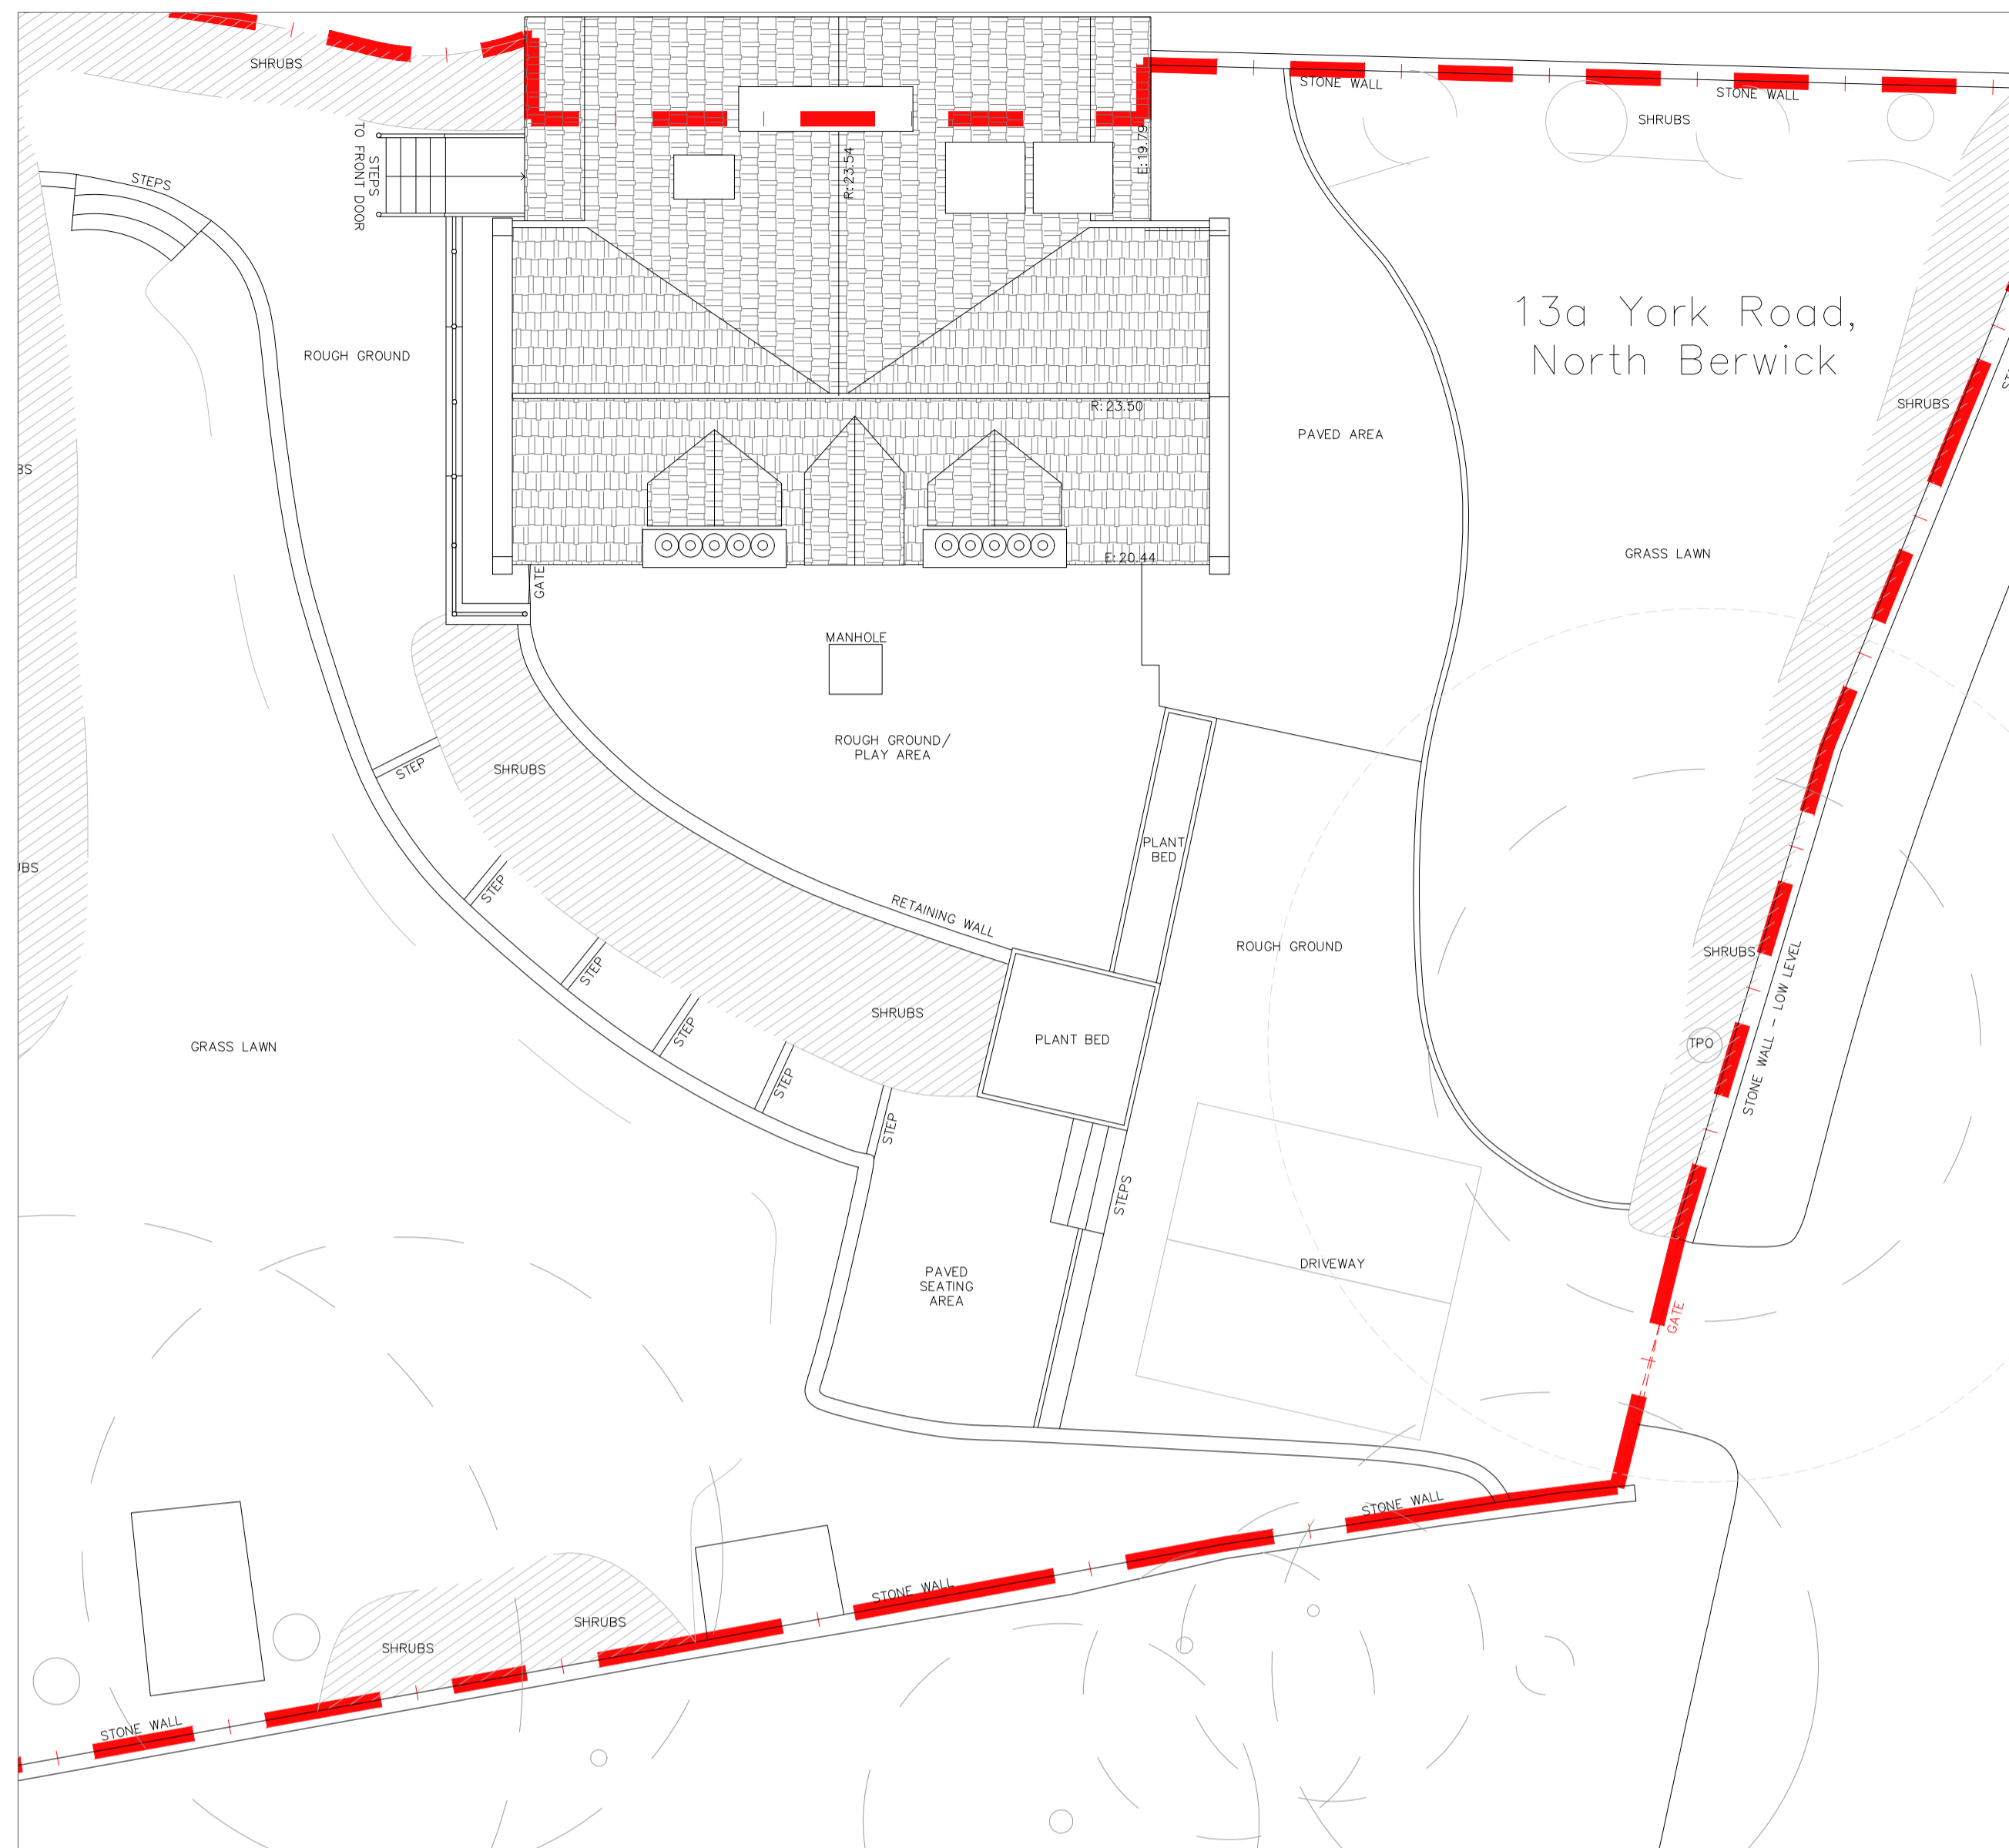 SHRUBS
STONE WALL
STONE WALL
SHRUBS
STEPS
TO FRONT DOOR
STEPS
R: 23.54
E: 19.79
13a York Road,
North Berwick
ROUGH GROUND
R: 23.50
SHRUBS
PAVED AREA
GRASS LAWN
E: 20.44
GATE
MANHOLE
ROUGH GROUND/
PLAY AREA
STEP
SHRUBS
PLANT
BED
STEP
RETAINING WALL
ROUGH GROUND
SHRUBS
STEP
SHRUBS
STEP
PLANT BED
TPO
STONE WALL - LOW LEVEL
GRASS LAWN
STEP
STEP
STEPS
PAVED
SEATING
AREA
DRIVEWAY
GATE
STONE WALL
STONE WALL
SHRUBS
SHRUBS
STONE WALL